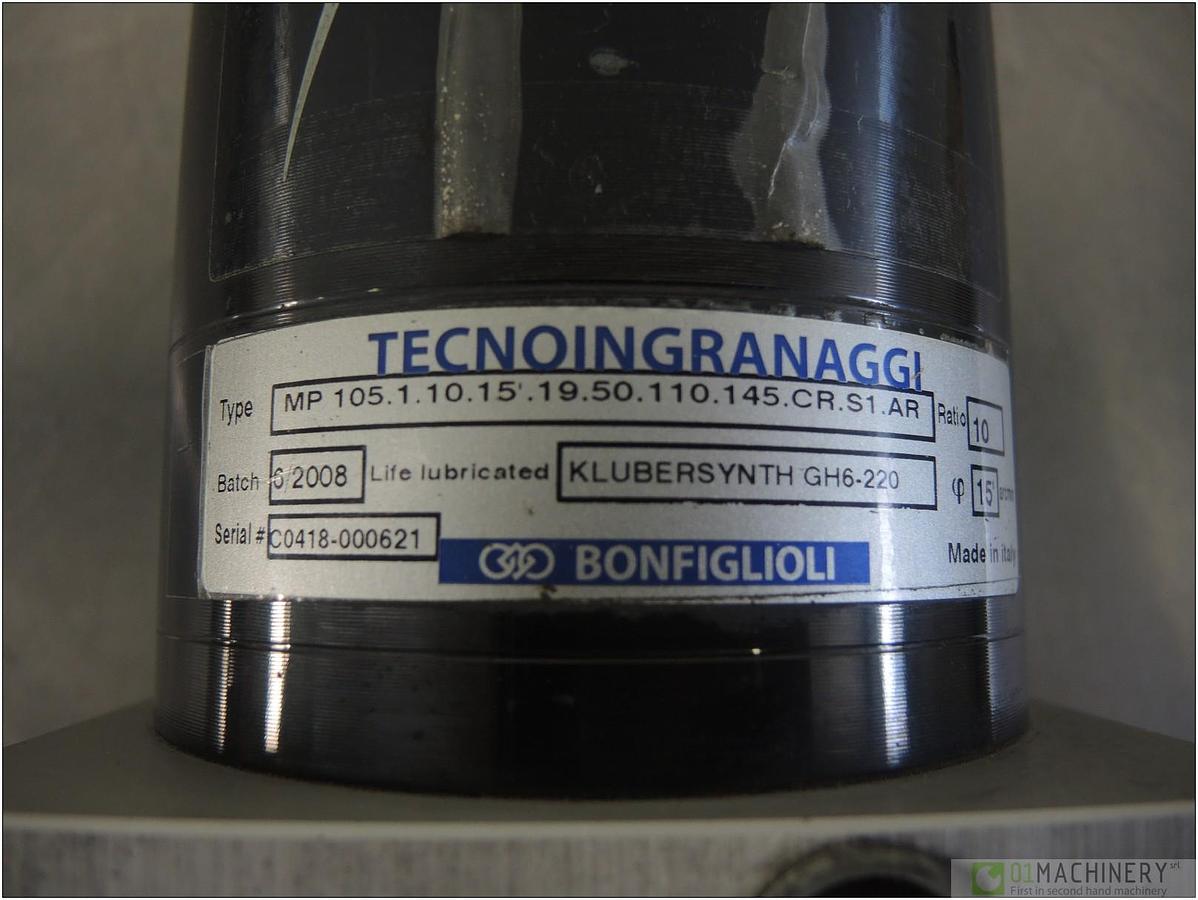 TECNOINGRANAGGI
Type MP 105.1.10.15'.19.50.110.145.CR.S1.AR Ratio 10
Batch 6/2008 Life lubricated KLUBERSYNTH GH6-220 φ 15' arcmin
Serial # C0418-000621
BONFIGLIOLI Made in italy
01MACHINERY srl
First in second hand machinery